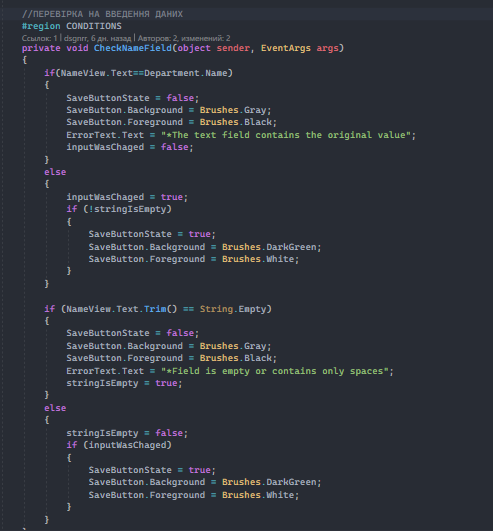 //ПЕРЕВІРКА НА ВВЕДЕННЯ ДАНИХ
#region CONDITIONS
Ссылок: 1 | dsgnrr, 6 дн. назад | Авторов: 2, изменений: 2
private void CheckNameField(object sender, EventArgs args)
{
if(NameView.Text==Department.Name)
{
SaveButtonState = false;
SaveButton.Background = Brushes.Gray;
SaveButton.Foreground = Brushes.Black;
ErrorText.Text = "*The text field contains the original value";
inputWasChaged = false;
}
else
{
inputWasChaged = true;
if (!stringIsEmpty)
{
SaveButtonState = true;
SaveButton.Background = Brushes.DarkGreen;
SaveButton.Foreground = Brushes.White;
}
}
if (NameView.Text.Trim() == String.Empty)
{
SaveButtonState = false;
SaveButton.Background = Brushes.Gray;
SaveButton.Foreground = Brushes.Black;
ErrorText.Text = "*Field is empty or contains only spaces";
stringIsEmpty = true;
}
else
{
stringIsEmpty = false;
if (inputWasChaged)
{
SaveButtonState = true;
SaveButton.Background = Brushes.DarkGreen;
SaveButton.Foreground = Brushes.White;
}
}